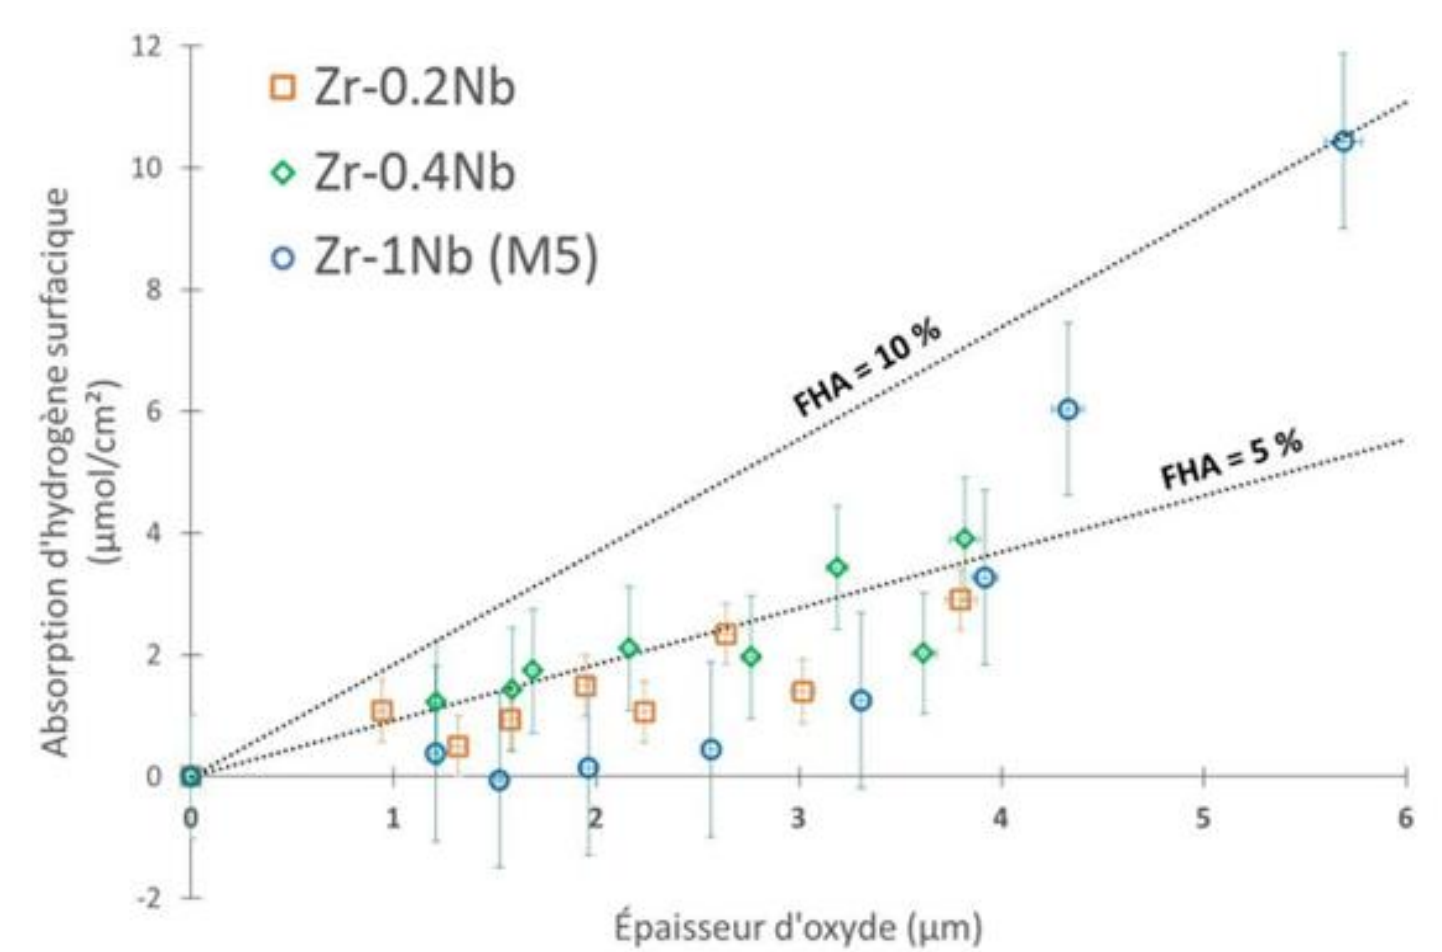 12
10
8
6
4
2
0
-2
Zr-0.2Nb
Zr-0.4Nb
Zr-1Nb (M5)
FHA = 10 %
FHA = 5 %
Absorption d'hydrogène surfacique
(µmol/cm²)
0 1 2 3 4 5 6
Épaisseur d'oxyde (µm)